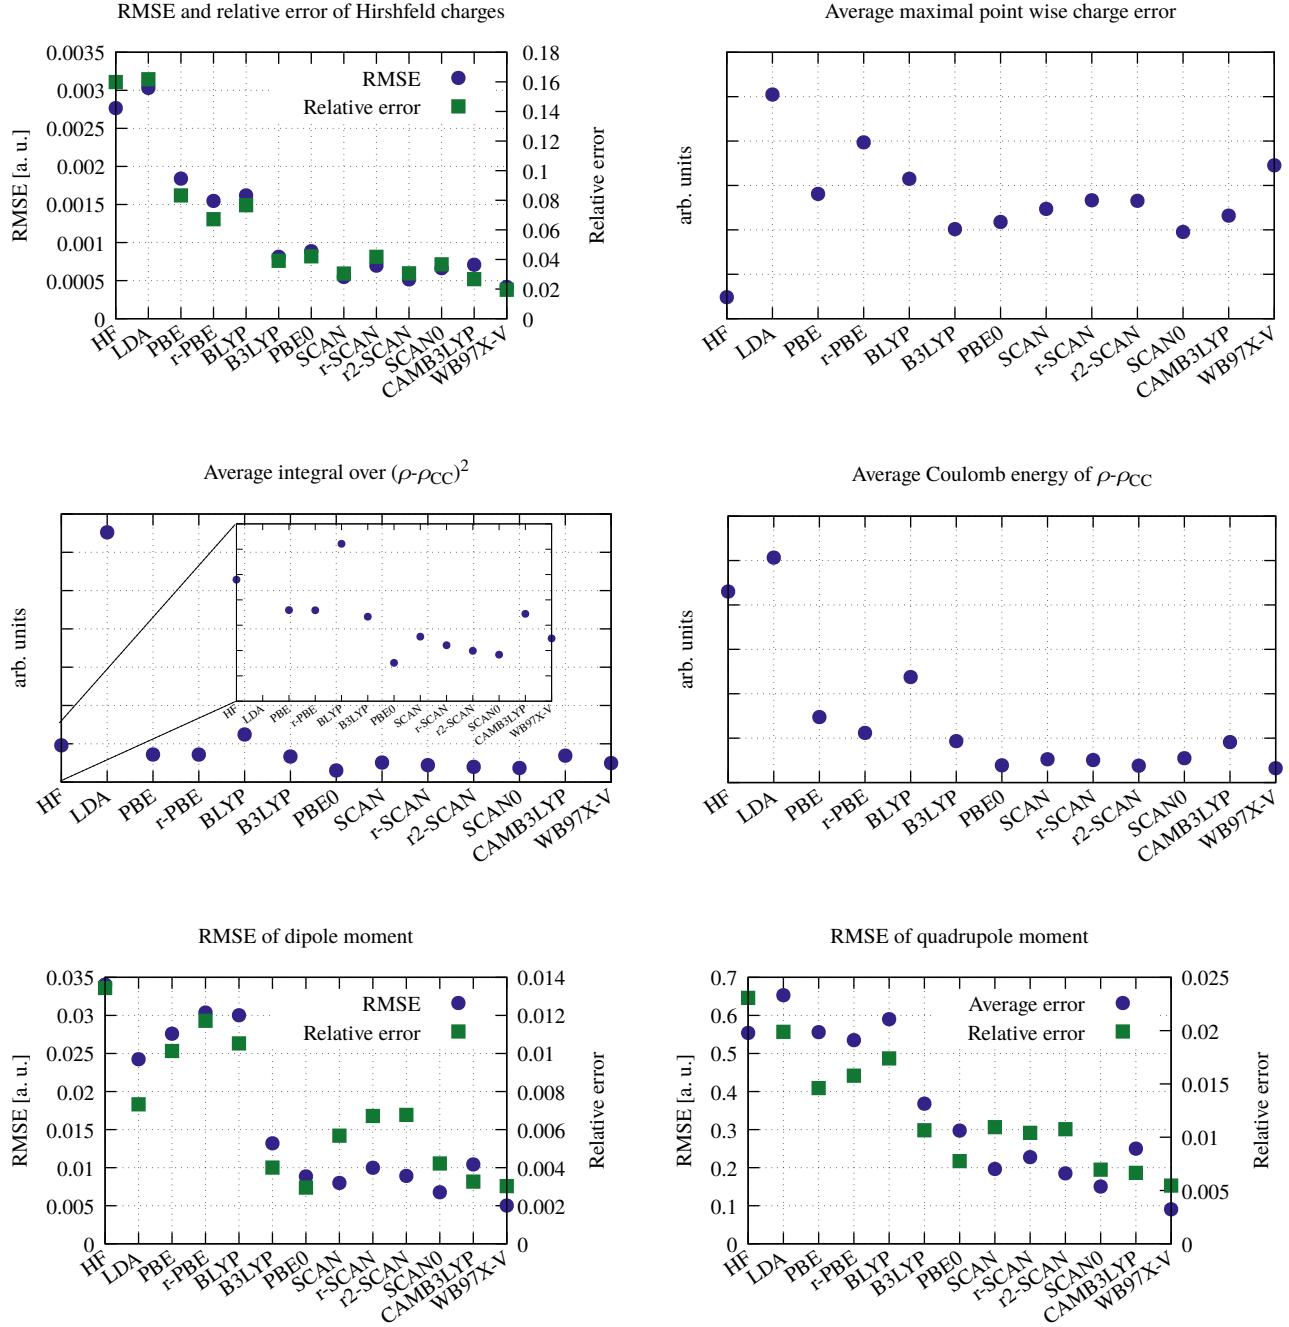 RMSE and relative error of Hirshfeld charges
0.0035
0.003
0.0025
0.002
0.0015
0.001
0.0005
0
RMSE [a. u.]
0.18
0.16
0.14
0.12
0.1
0.08
0.06
0.04
0.02
0
Relative error
RMSE
Relative error
HF
LDA
PBE
r-PBE
BLYP
B3LYP
PBE0
SCAN
r-SCAN
r2-SCAN
SCAN0
CAMB3LYP
WB97X-V
Average maximal point wise charge error
arb. units
HF
LDA
PBE
r-PBE
BLYP
B3LYP
PBE0
SCAN
r-SCAN
r2-SCAN
SCAN0
CAMB3LYP
WB97X-V
Average integral over (ρ-ρCC)2
arb. units
HF
LDA
PBE
r-PBE
BLYP
B3LYP
PBE0
SCAN
r-SCAN
r2-SCAN
SCAN0
CAMB3LYP
WB97X-V
HF
LDA
PBE
r-PBE
BLYP
B3LYP
PBE0
SCAN
r-SCAN
r2-SCAN
SCAN0
CAMB3LYP
WB97X-V
Average Coulomb energy of ρ-ρCC
arb. units
HF
LDA
PBE
r-PBE
BLYP
B3LYP
PBE0
SCAN
r-SCAN
r2-SCAN
SCAN0
CAMB3LYP
WB97X-V
RMSE of dipole moment
0.035
0.03
0.025
0.02
0.015
0.01
0.005
0
RMSE [a. u.]
0.014
0.012
0.01
0.008
0.006
0.004
0.002
0
Relative error
RMSE
Relative error
HF
LDA
PBE
r-PBE
BLYP
B3LYP
PBE0
SCAN
r-SCAN
r2-SCAN
SCAN0
CAMB3LYP
WB97X-V
RMSE of quadrupole moment
0.7
0.6
0.5
0.4
0.3
0.2
0.1
0
RMSE [a. u.]
0.025
0.02
0.015
0.01
0.005
0
Relative error
Average error
Relative error
HF
LDA
PBE
r-PBE
BLYP
B3LYP
PBE0
SCAN
r-SCAN
r2-SCAN
SCAN0
CAMB3LYP
WB97X-V